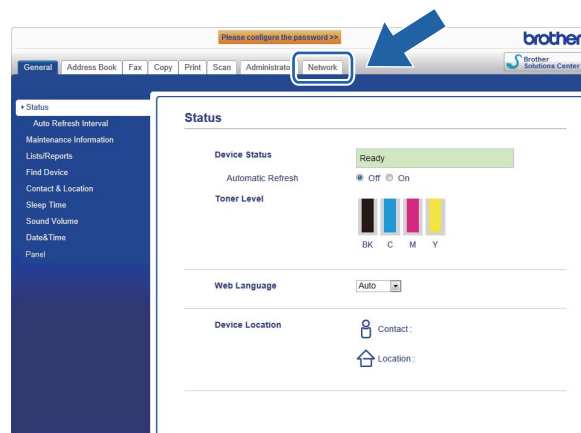 Please configure the password >>
brother
General Address Book Fax Copy Print Scan Administrato Network
Brother
Solutions Center
Status
Auto Refresh Interval
Maintenance Information
Lists/Reports
Find Device
Contact & Location
Sleep Time
Sound Volume
Date&Time
Panel
Status
Device Status Ready
Automatic Refresh Off On
Toner Level
BK C M Y
Web Language Auto
Device Location Contact :
Location :